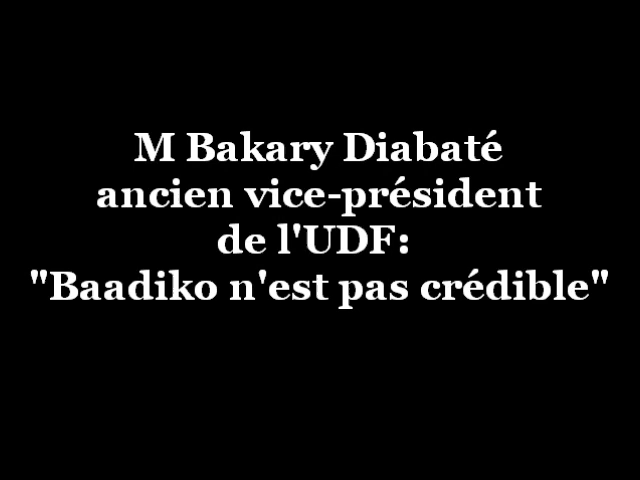 M Bakary Diabaté
ancien vice-président
de l'UDF:
"Baadiko n'est pas crédible"